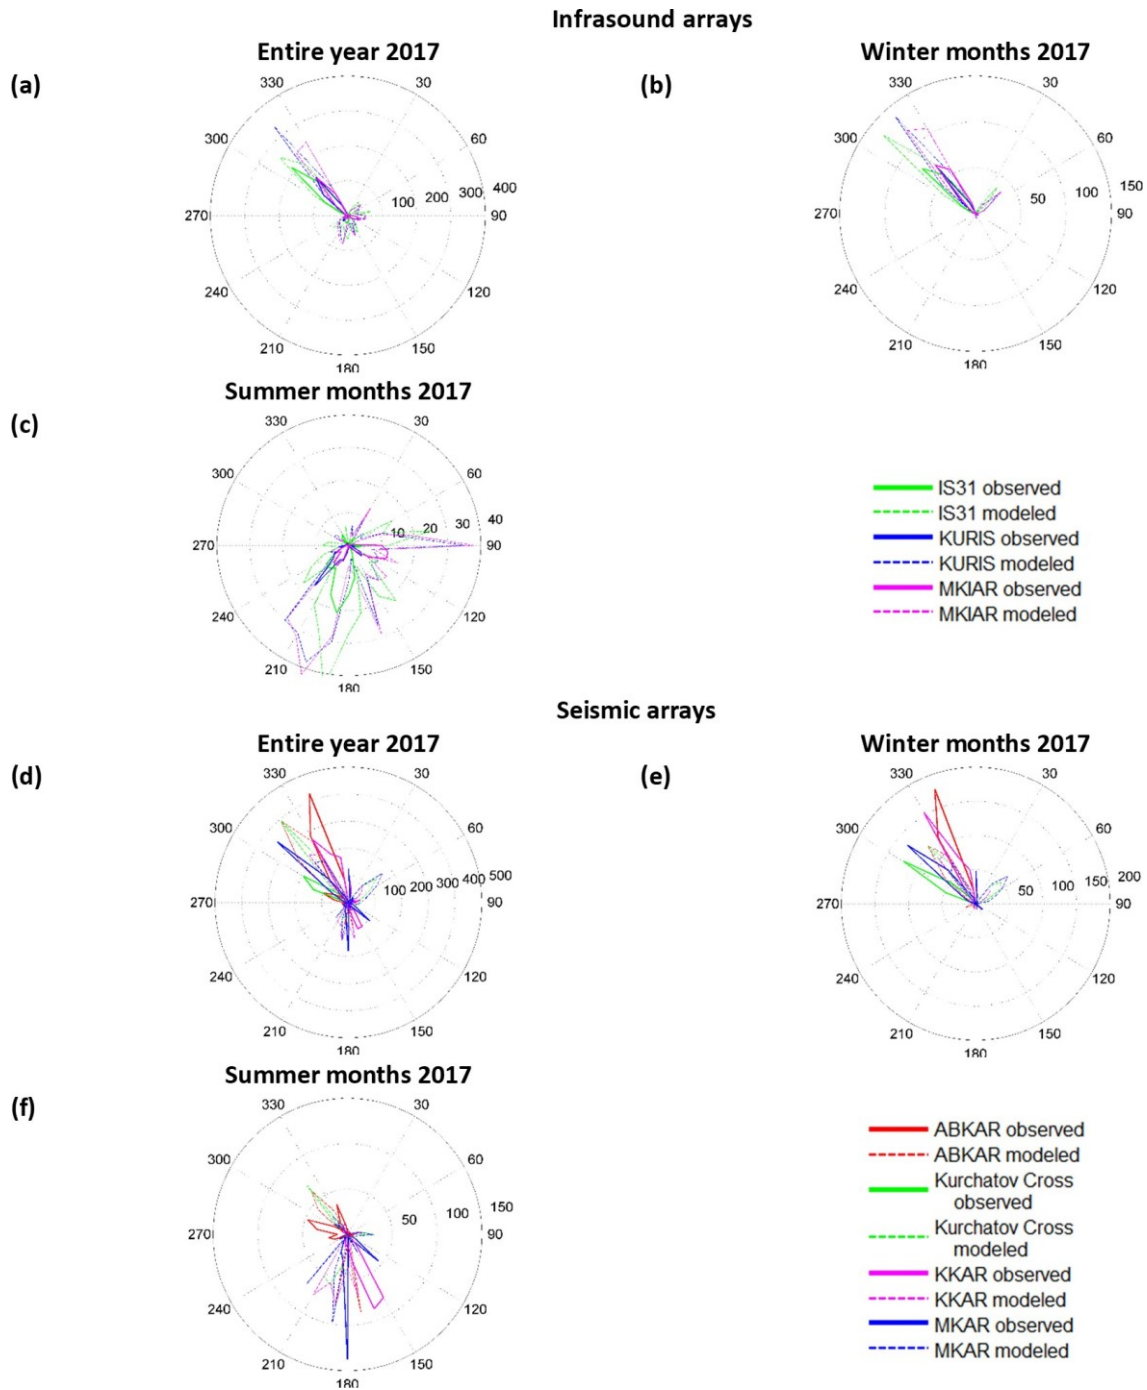 Infrasound arrays
Entire year 2017
Winter months 2017
(a)
330 30
300 60
270 100 200 300 400 90
240 120
210 150
180
(b)
330 30
300 60
270 50 100 150 90
240 120
210 150
180
Summer months 2017
(c)
330 30
300 60
270 10 20 30 40 90
240 120
210 150
180
IS31 observed
IS31 modeled
KURIS observed
KURIS modeled
MKIAR observed
MKIAR modeled
Seismic arrays
Entire year 2017
Winter months 2017
(d)
330 30
300 60
270 100 200 300 400 500 90
240 120
210 150
180
(e)
330 30
300 60
270 50 100 150 200 90
240 120
210 150
180
Summer months 2017
(f)
330 30
300 60
270 50 100 150 90
240 120
210 150
180
ABKAR observed
ABKAR modeled
Kurchatov Cross
observed
Kurchatov Cross
modeled
KKAR observed
KKAR modeled
MKAR observed
MKAR modeled